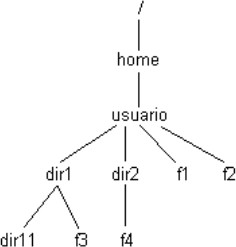 /
home
usuario
dir1 dir2 f1 f2
dir11 f3 f4